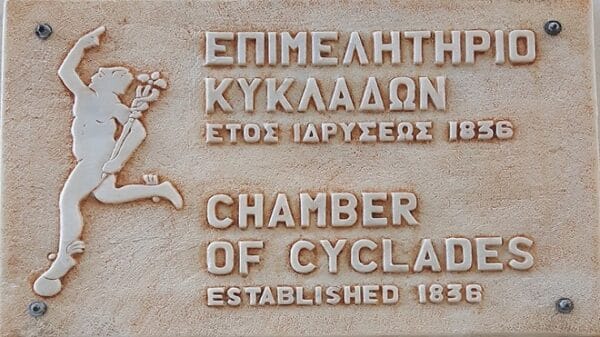 ΕΠΙΜΕΛΗΤΗΡΙΟ
ΚΥΚΛΑΔΩΝ
ΕΤΟΣ ΙΔΡΥΣΕΩΣ 1836
CHAMBER
OF CYCLADES
ESTABLISHED 1836